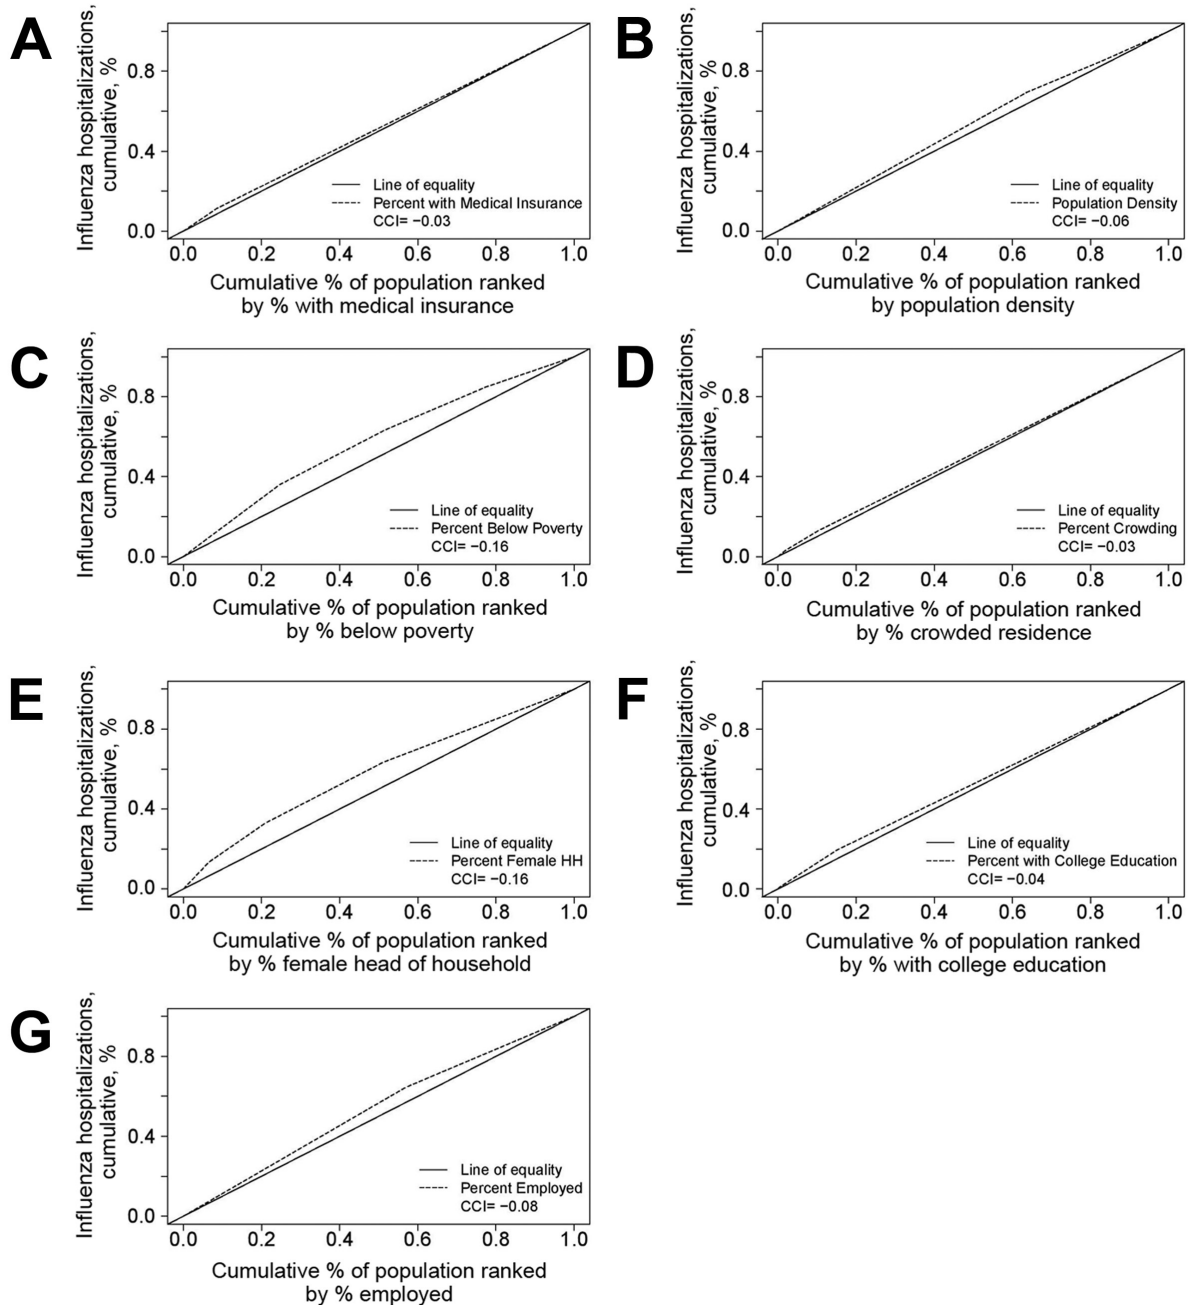 A
Influenza hospitalizations,
cumulative, %
0.8
0.4
0.0
Line of equality
Percent with Medical Insurance
CCI= −0.03
0.0 0.2 0.4 0.6 0.8 1.0
Cumulative % of population ranked
by % with medical insurance
B
Influenza hospitalizations,
cumulative, %
0.8
0.4
0.0
Line of equality
Population Density
CCI= −0.06
0.0 0.2 0.4 0.6 0.8 1.0
Cumulative % of population ranked
by population density
C
Influenza hospitalizations,
cumulative, %
0.8
0.4
0.0
Line of equality
Percent Below Poverty
CCI= −0.16
0.0 0.2 0.4 0.6 0.8 1.0
Cumulative % of population ranked
by % below poverty
D
Influenza hospitalizations,
cumulative, %
0.8
0.4
0.0
Line of equality
Percent Crowding
CCI= −0.03
0.0 0.2 0.4 0.6 0.8 1.0
Cumulative % of population ranked
by % crowded residence
E
Influenza hospitalizations,
cumulative, %
0.8
0.4
0.0
Line of equality
Percent Female HH
CCI= −0.16
0.0 0.2 0.4 0.6 0.8 1.0
Cumulative % of population ranked
by % female head of household
F
Influenza hospitalizations,
cumulative, %
0.8
0.4
0.0
Line of equality
Percent with College Education
CCI= −0.04
0.0 0.2 0.4 0.6 0.8 1.0
Cumulative % of population ranked
by % with college education
G
Influenza hospitalizations,
cumulative, %
0.8
0.4
0.0
Line of equality
Percent Employed
CCI= −0.08
0.0 0.2 0.4 0.6 0.8 1.0
Cumulative % of population ranked
by % employed